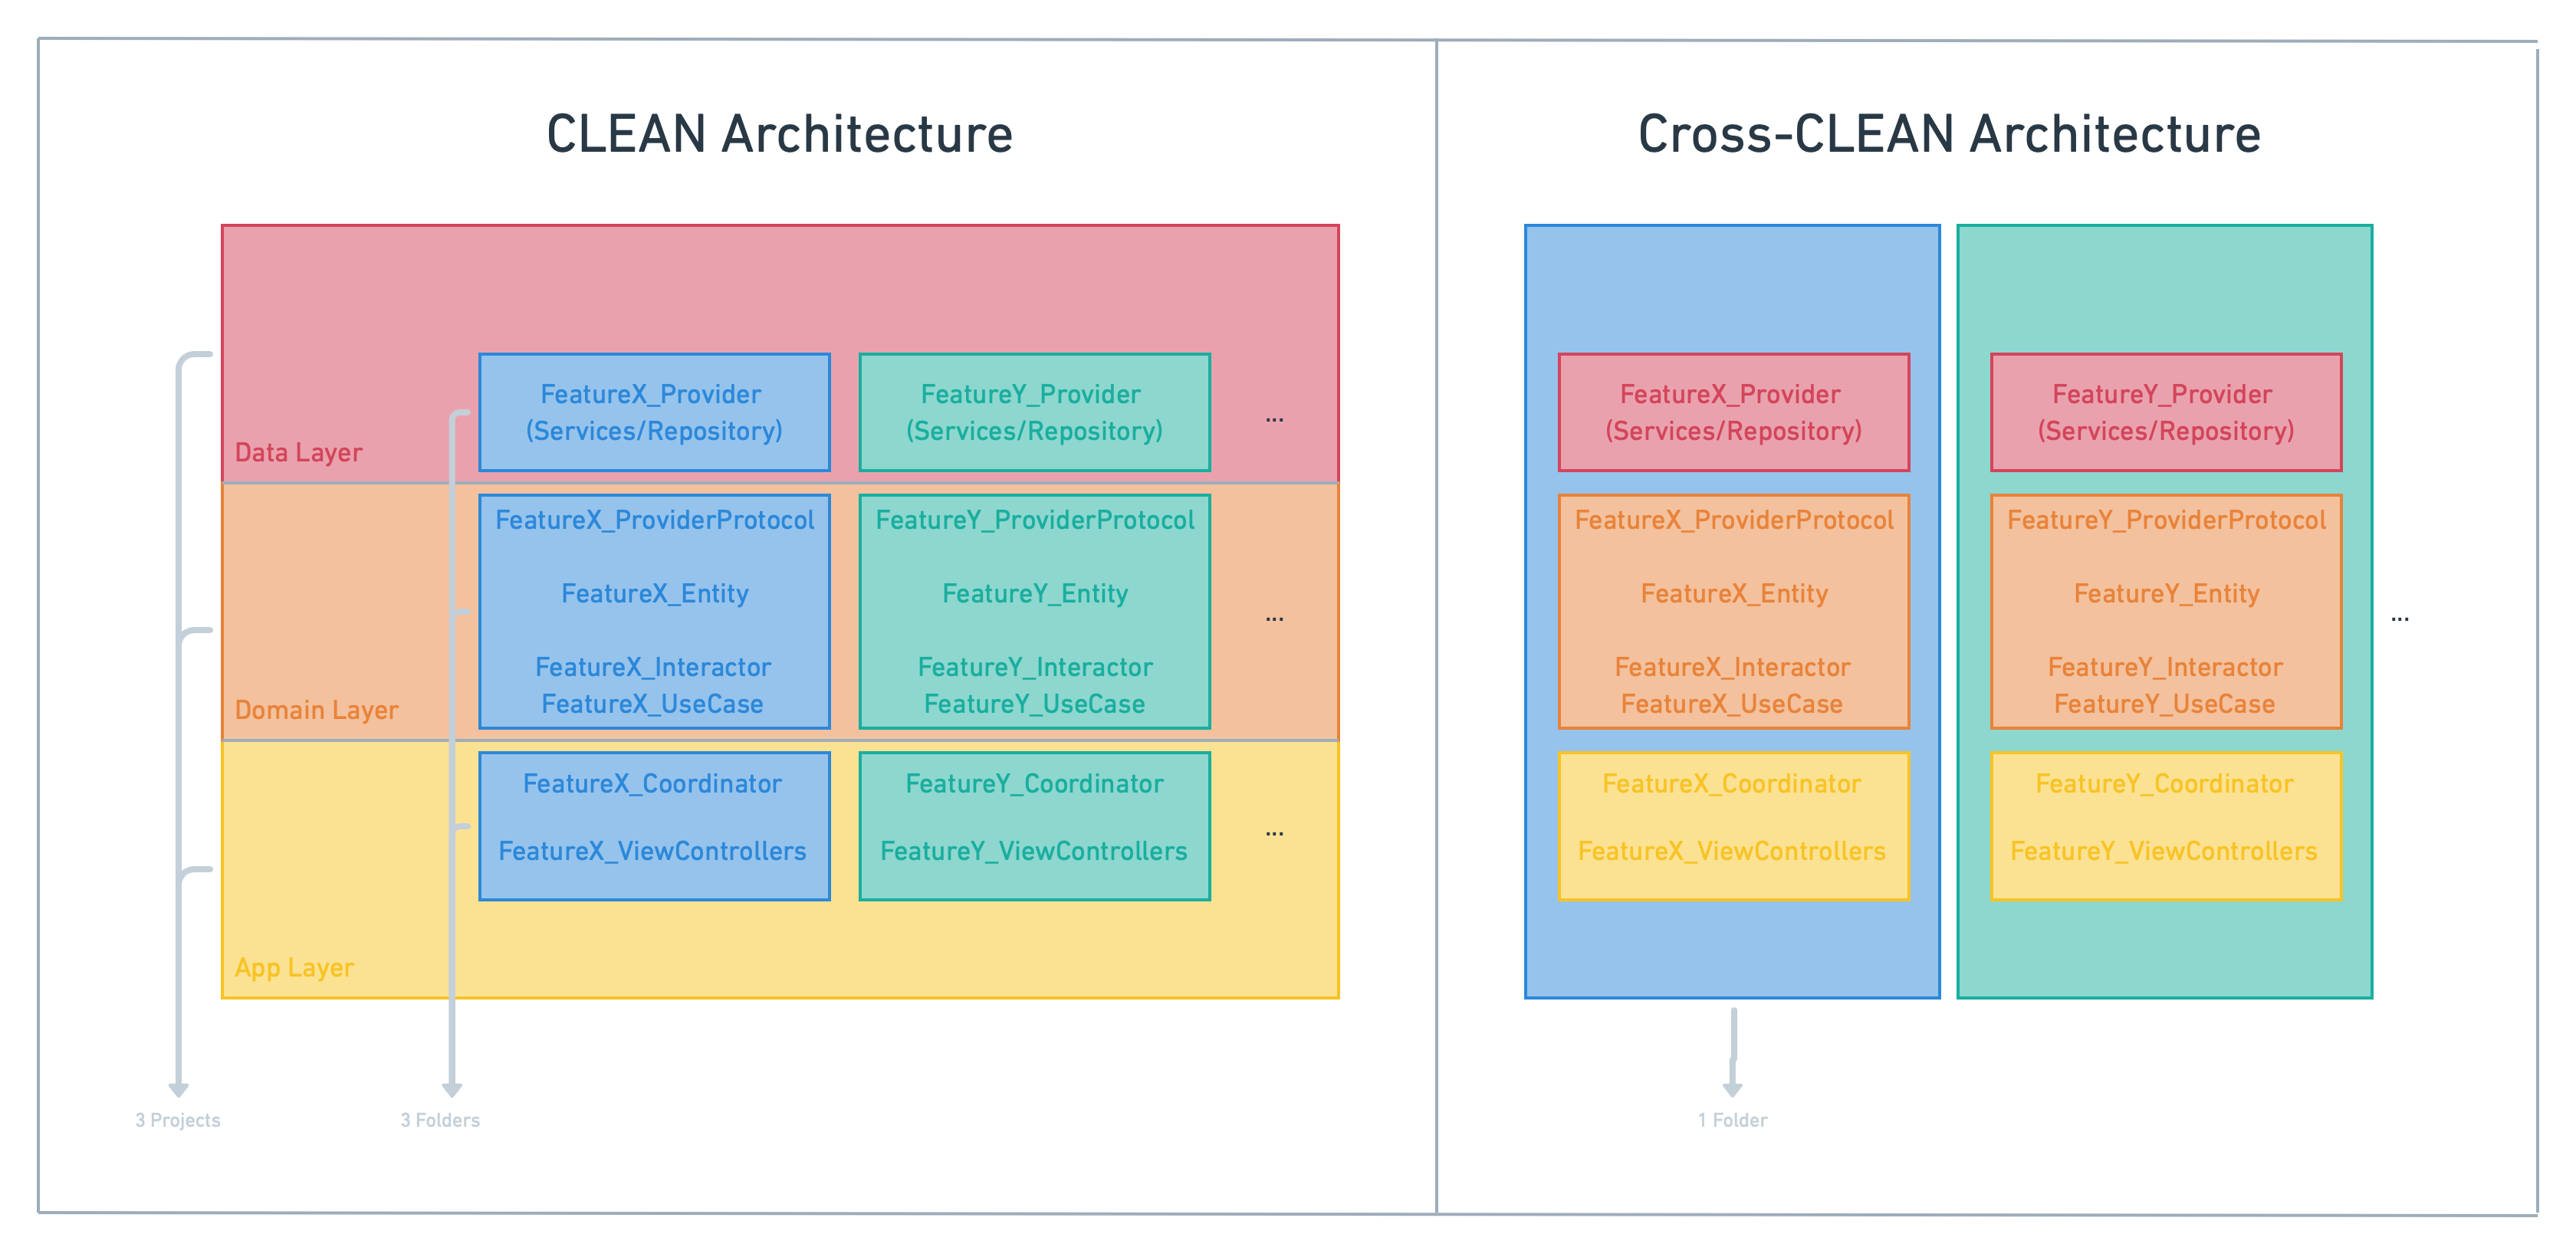 CLEAN Architecture
FeatureX_Provider
(Services/Repository)
FeatureY_Provider
(Services/Repository)
...
Data Layer
FeatureX_ProviderProtocol
FeatureX_Entity
FeatureX_Interactor
FeatureX_UseCase
FeatureY_ProviderProtocol
FeatureY_Entity
FeatureY_Interactor
FeatureY_UseCase
...
Domain Layer
FeatureX_Coordinator
FeatureX_ViewControllers
FeatureY_Coordinator
FeatureY_ViewControllers
...
App Layer
3 Projects
3 Folders
Cross-CLEAN Architecture
FeatureX_Provider
(Services/Repository)
FeatureX_ProviderProtocol
FeatureX_Entity
FeatureX_Interactor
FeatureX_UseCase
FeatureX_Coordinator
FeatureX_ViewControllers
FeatureY_Provider
(Services/Repository)
FeatureY_ProviderProtocol
FeatureY_Entity
FeatureY_Interactor
FeatureY_UseCase
FeatureY_Coordinator
FeatureY_ViewControllers
...
1 Folder